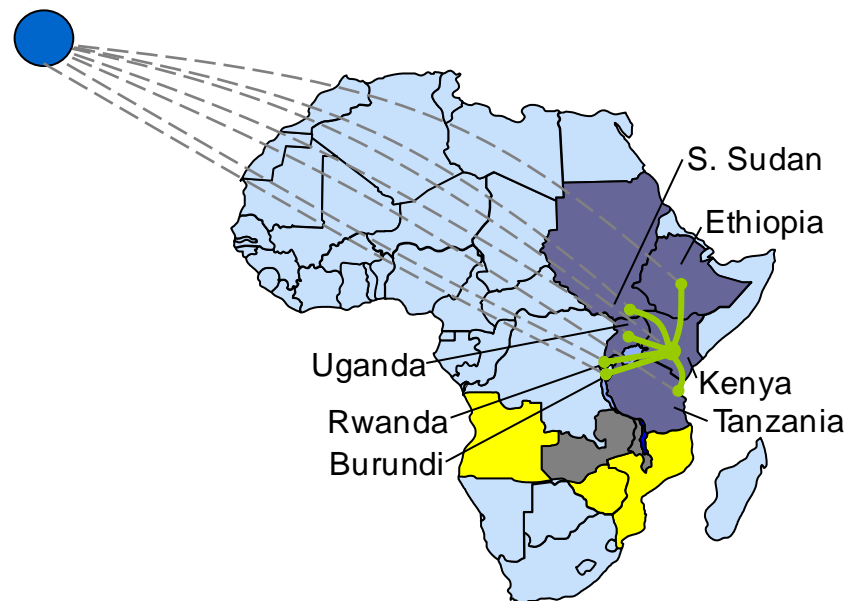 S. Sudan
Ethiopia
Uganda
Kenya
Rwanda
Tanzania
Burundi